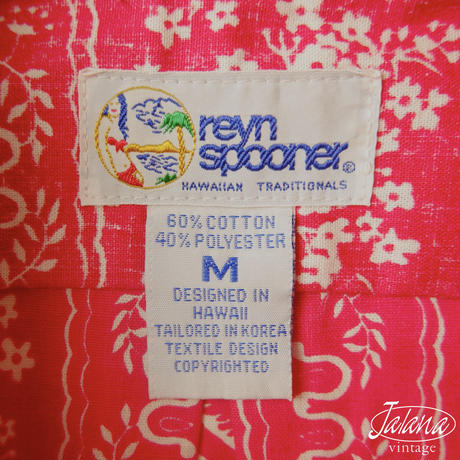 reyn
spooner®
HAWAIIAN TRADITIONALS
60% COTTON
40% POLYESTER
M
DESIGNED IN
HAWAII
TAILORED IN KOREA
TEXTILE DESIGN
COPYRIGHTED
Jalana
vintage